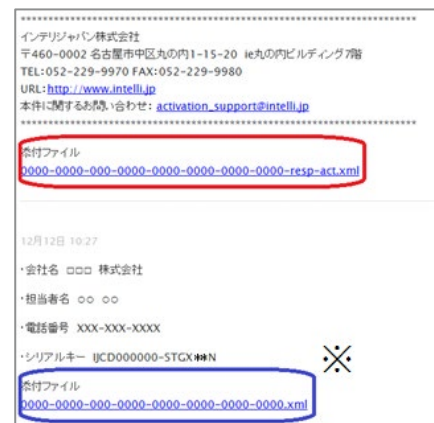 ************************************************************
インテリジャパン株式会社
〒460-0002 名古屋市中区丸の内1-15-20 ie丸の内ビルディング7階
TEL:052-229-9970 FAX:052-229-9980
URL:http://www.intelli.jp
本件に関するお問い合わせ: activation_support@intelli.jp
************************************************************
添付ファイル
0000-0000-000-0000-0000-0000-0000-0000-resp-act.xml
12月12日 10:27
・会社名 □□□ 株式会社
・担当者名 ○○ ○○
・電話番号 XXX-XXX-XXXX
・シリアルキー IJCD000000-STGX**N ※
添付ファイル
0000-0000-000-0000-0000-0000-0000-0000.xml